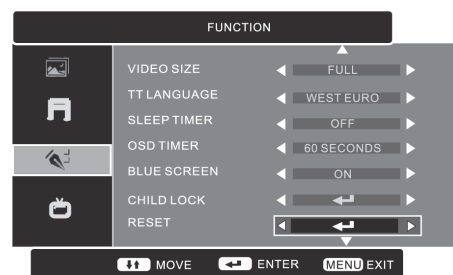 FUNCTION
VIDEO SIZE FULL
TT LANGUAGE WEST EURO
SLEEP TIMER OFF
OSD TIMER 60 SECONDS
BLUE SCREEN ON
CHILD LOCK
RESET
MOVE ENTER MENU EXIT